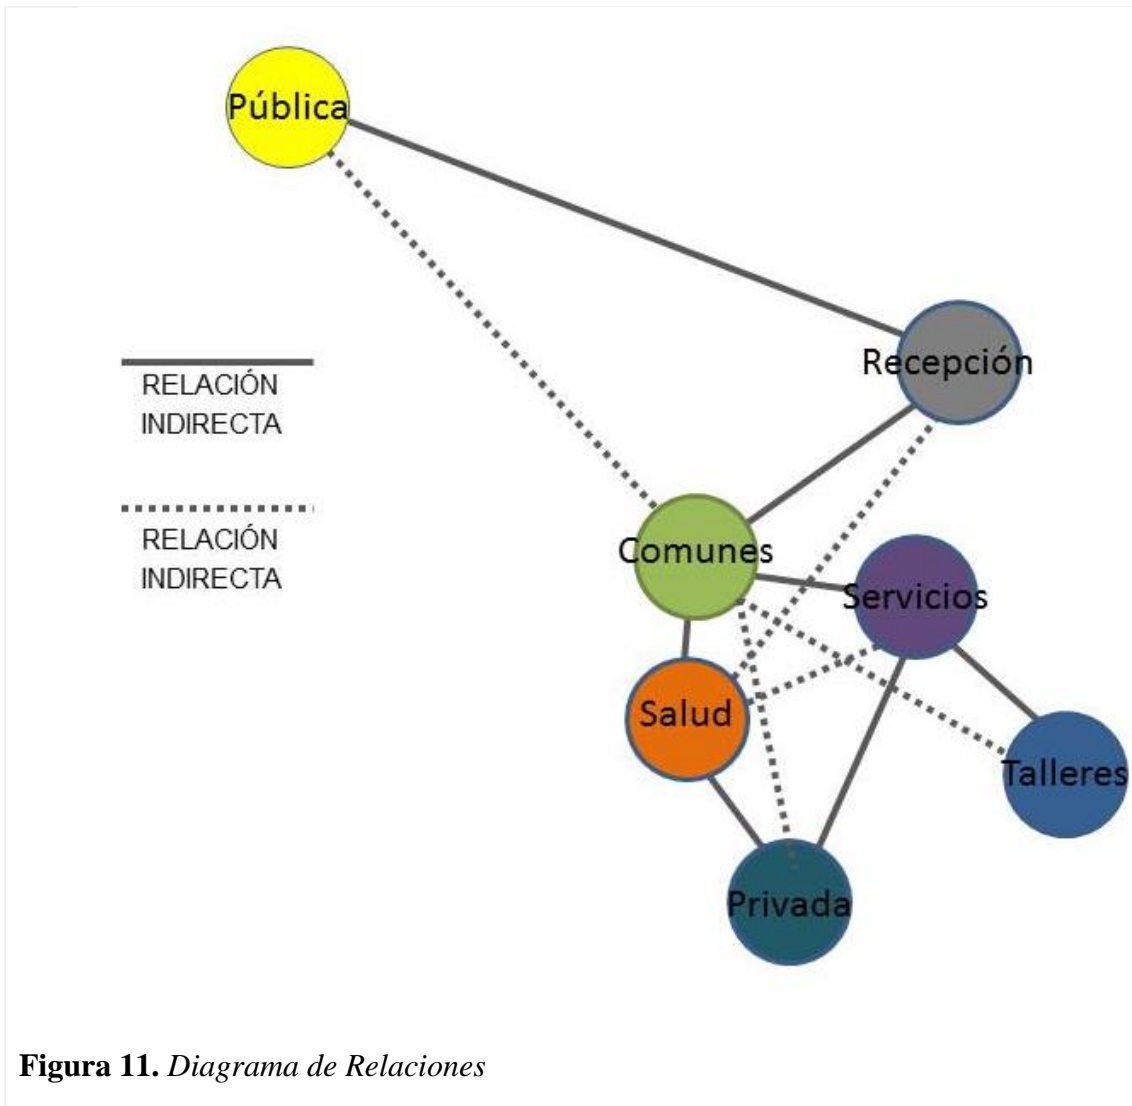 Pública
Recepción
RELACIÓN
INDIRECTA
RELACIÓN
INDIRECTA
Comunes
Servicios
Salud
Talleres
Privada
Figura 11. Diagrama de Relaciones